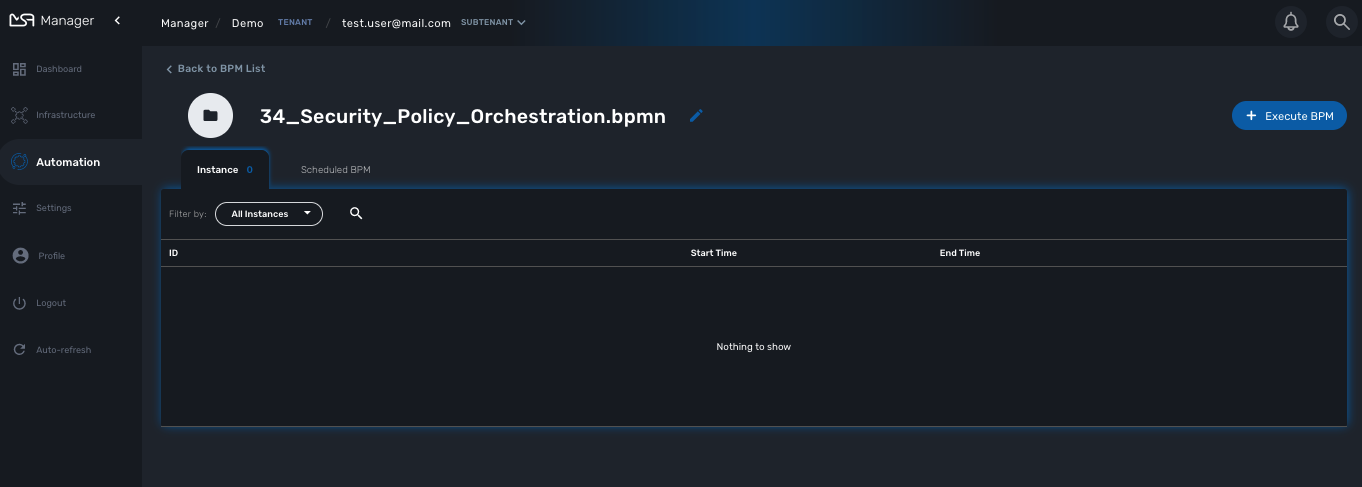 MSA Manager
Manager / Demo TENANT / test.user@mail.com SUBTENANT
Dashboard
Infrastructure
Automation
Settings
Profile
Logout
Auto-refresh
Back to BPM List
34_Security_Policy_Orchestration.bpmn
+ Execute BPM
Instance 0
Scheduled BPM
Filter by: All Instances
ID Start Time End Time
Nothing to show